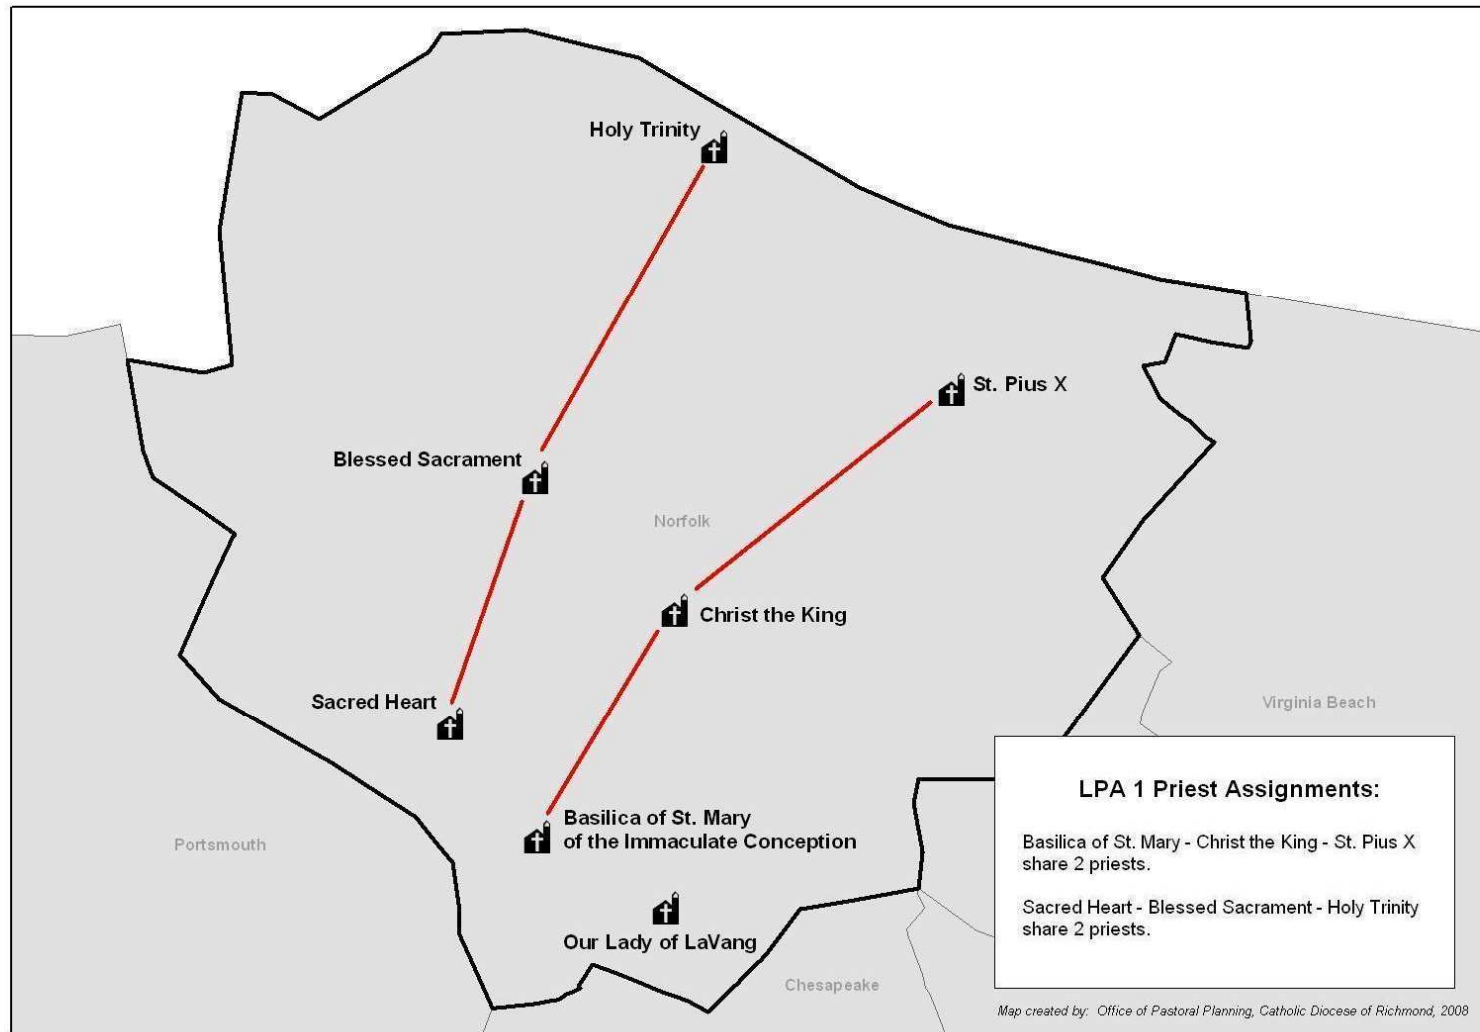 Holy Trinity
St. Pius X
Blessed Sacrament
Norfolk
Christ the King
Sacred Heart
Virginia Beach
Basilica of St. Mary
of the Immaculate Conception
Portsmouth
Our Lady of LaVang
Chesapeake
LPA 1 Priest Assignments:
Basilica of St. Mary - Christ the King - St. Pius X
share 2 priests.
Sacred Heart - Blessed Sacrament - Holy Trinity
share 2 priests.
Map created by: Office of Pastoral Planning, Catholic Diocese of Richmond, 2008